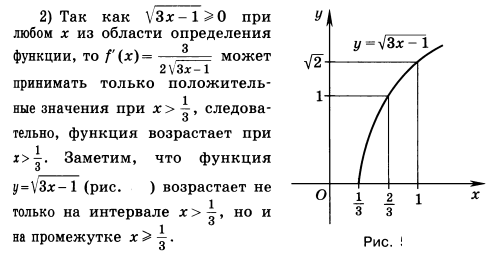 2) Так как √(3x − 1) ⩾ 0 при
любом x из области определения
функции, то f′(x) = 3/(2√(3x − 1)) может
принимать только положитель-
ные значения при x > 1/3, следова-
тельно, функция возрастает при
x > 1/3. Заметим, что функция
y = √(3x − 1) (рис. ) возрастает не
только на интервале x > 1/3, но и
на промежутке x ⩾ 1/3.
y
y = √(3x − 1)
√2
1
O 1/3 2/3 1 x
Рис.